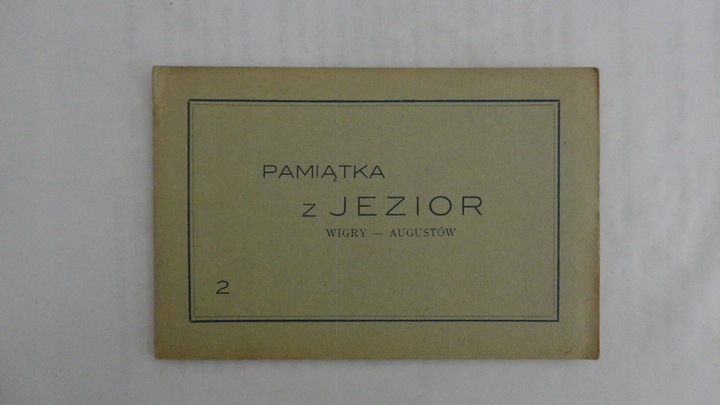 PAMIĄTKA
z JEZIOR
WIGRY — AUGUSTÓW
2